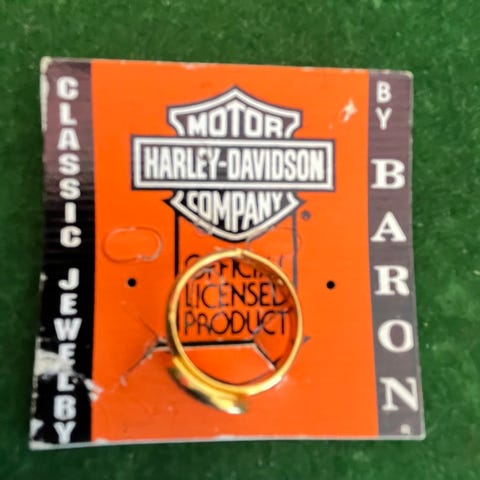 CLASSIC JEWELRY
MOTOR
HARLEY-DAVIDSON
COMPANY
®
OFFICIAL
LICENSED
PRODUCT
BY BARON
®